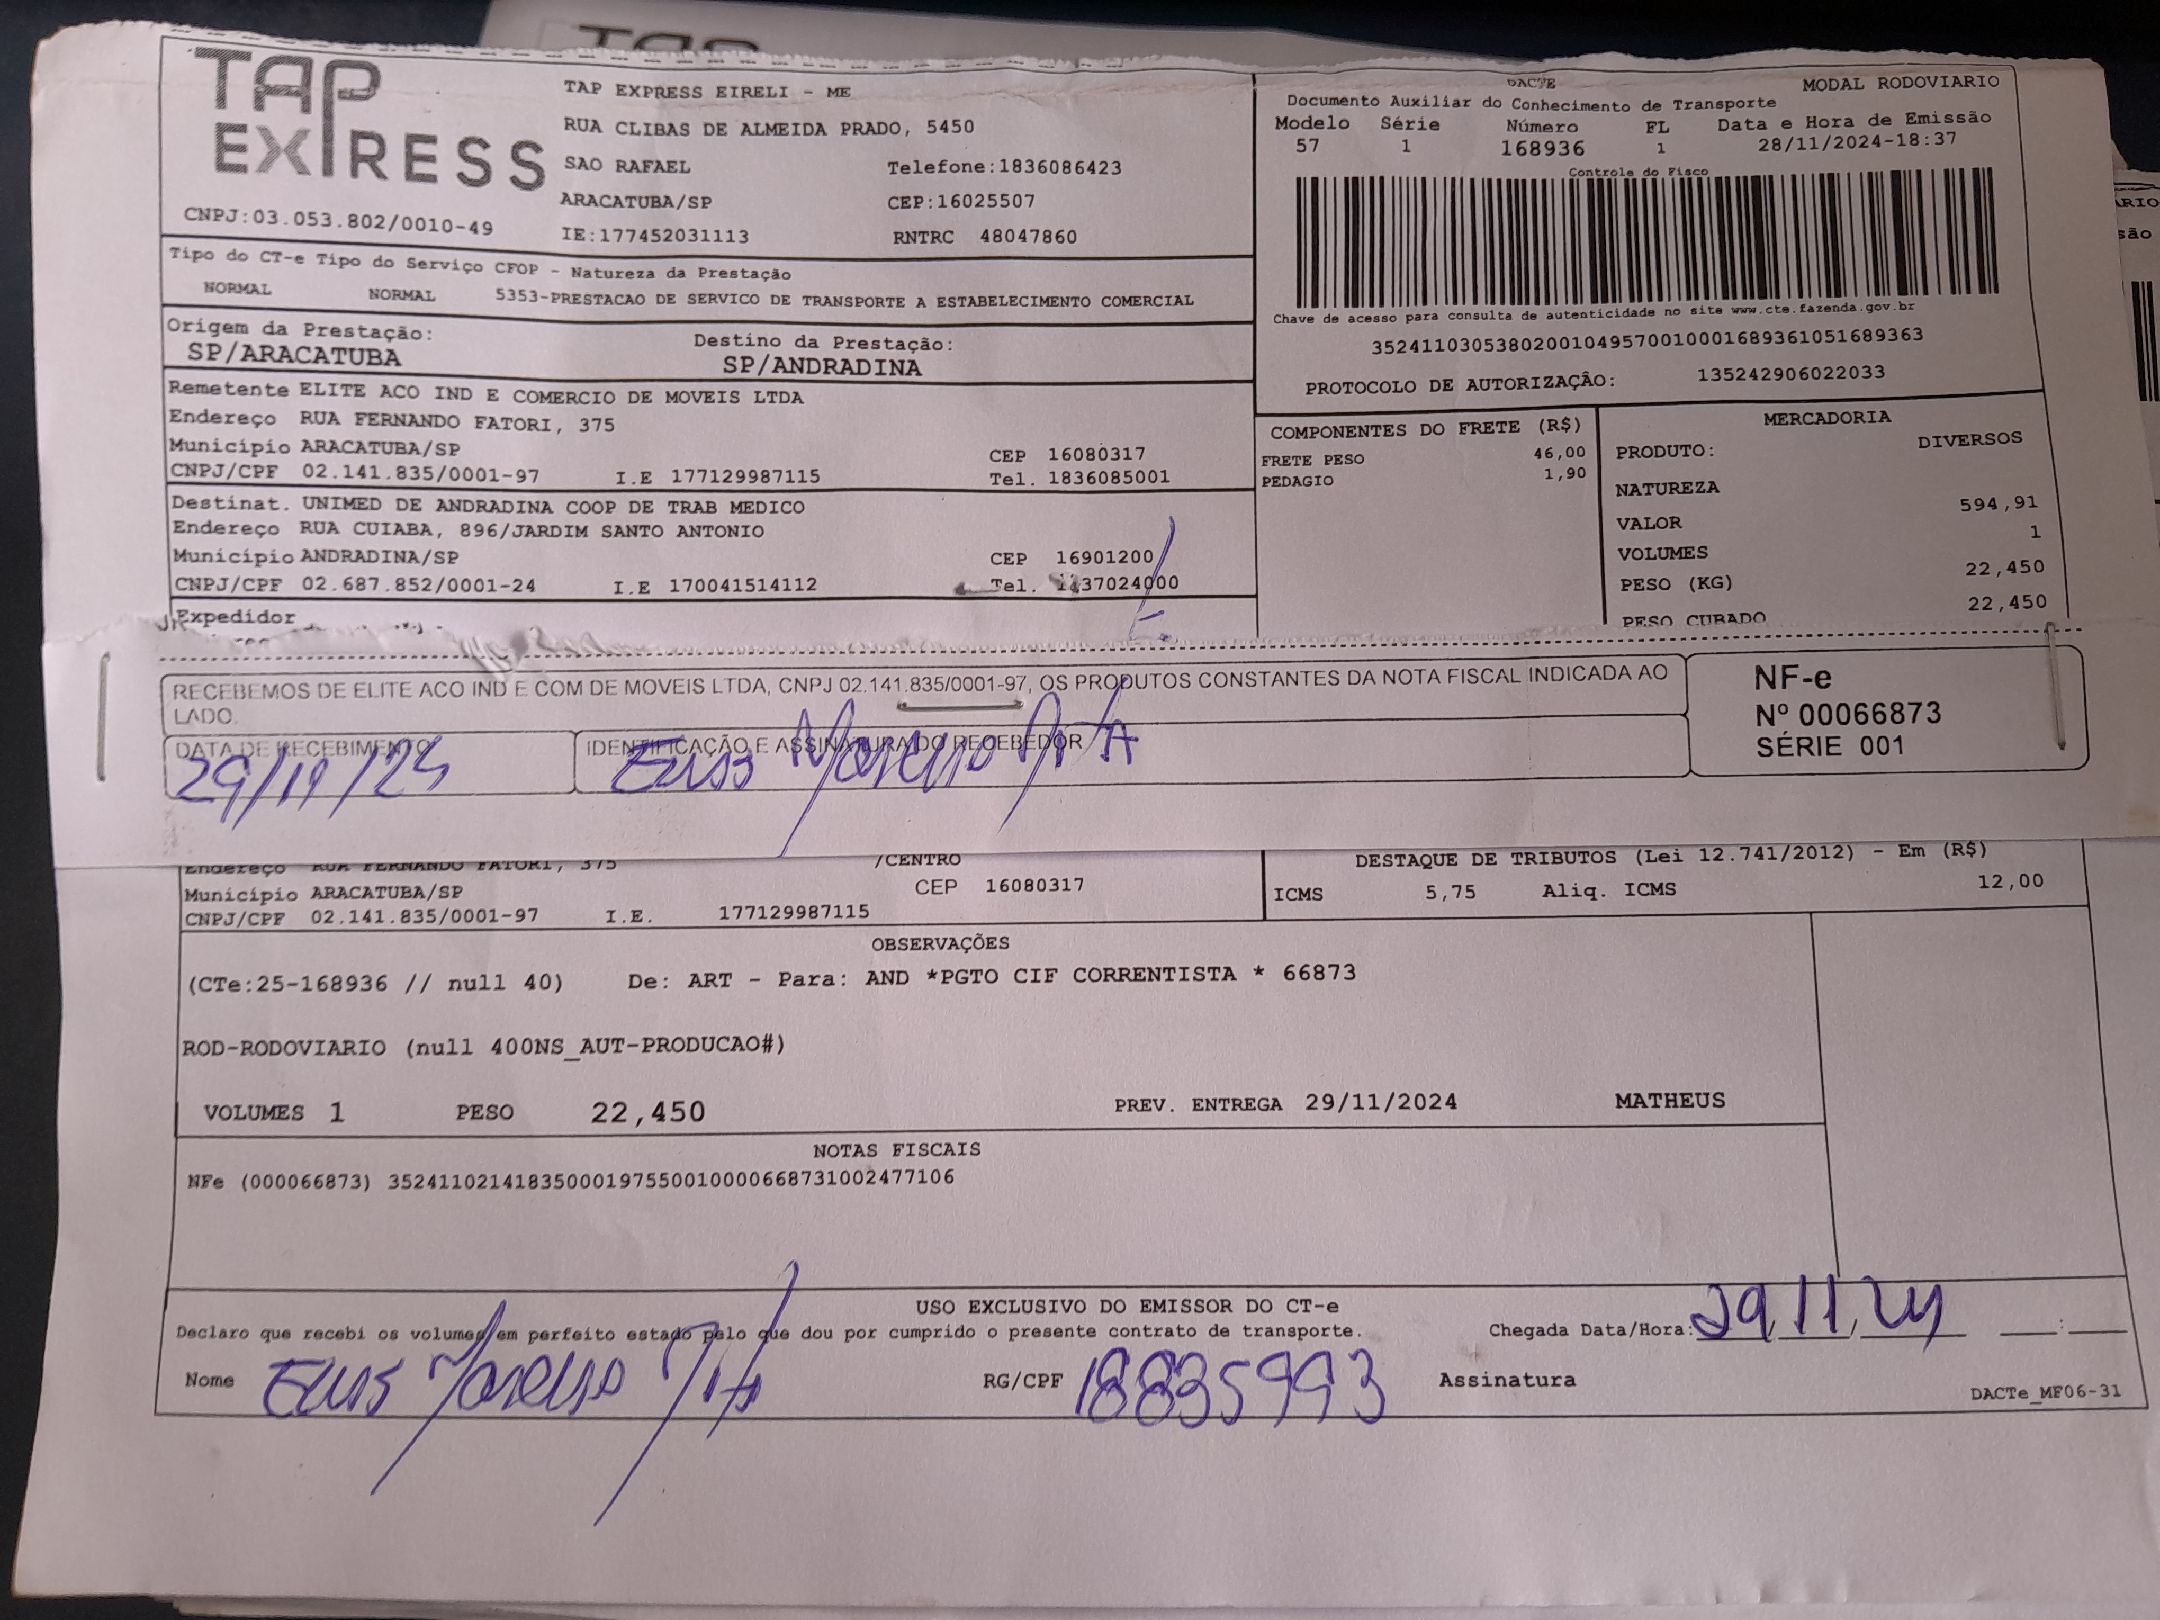 TAP
TAP EXPRESS
TAP EXPRESS EIRELI - ME
RUA CLIBAS DE ALMEIDA PRADO, 5450
SAO RAFAEL Telefone:1836086423
ARACATUBA/SP CEP:16025507
CNPJ:03.053.802/0010-49 IE:177452031113 RNTRC 48047860
DACTE MODAL RODOVIARIO
Documento Auxiliar do Conhecimento de Transporte
Modelo Série Número FL Data e Hora de Emissão
57 1 168936 1 28/11/2024-18:37
Controle do Fisco
Chave de acesso para consulta de autenticidade no site www.cte.fazenda.gov.br
35241103053802001049570010001689361051689363
PROTOCOLO DE AUTORIZAÇÃO: 135242906022033
Tipo do CT-e Tipo do Serviço CFOP - Natureza da Prestação
NORMAL NORMAL 5353-PRESTACAO DE SERVICO DE TRANSPORTE A ESTABELECIMENTO COMERCIAL
Origem da Prestação: Destino da Prestação:
SP/ARACATUBA SP/ANDRADINA
Remetente ELITE ACO IND E COMERCIO DE MOVEIS LTDA
Endereço RUA FERNANDO FATORI, 375
Município ARACATUBA/SP CEP 16080317
CNPJ/CPF 02.141.835/0001-97 I.E 177129987115 Tel. 1836085001
Destinat. UNIMED DE ANDRADINA COOP DE TRAB MEDICO
Endereço RUA CUIABA, 896/JARDIM SANTO ANTONIO
Município ANDRADINA/SP CEP 16901200
CNPJ/CPF 02.687.852/0001-24 I.E 170041514112 Tel. 37024000
Expedidor
COMPONENTES DO FRETE (R$)
FRETE PESO 46,00
PEDAGIO 1,90
MERCADORIA
PRODUTO: DIVERSOS
NATUREZA
VALOR 594,91
VOLUMES 1
PESO (KG) 22,450
PESO CUBADO 22,450
RECEBEMOS DE ELITE ACO IND E COM DE MOVEIS LTDA, CNPJ 02.141.835/0001-97, OS PRODUTOS CONSTANTES DA NOTA FISCAL INDICADA AO
LADO.
DATA DE RECEBIMENTO IDENTIFICAÇÃO E ASSINATURA DO RECEBEDOR
29/11/24 Moreno
NF-e
Nº 00066873
SÉRIE 001
Endereço RUA FERNANDO FATORI, 375 /CENTRO
Município ARACATUBA/SP CEP 16080317
CNPJ/CPF 02.141.835/0001-97 I.E. 177129987115
DESTAQUE DE TRIBUTOS (Lei 12.741/2012) - Em (R$)
ICMS 5,75 Aliq. ICMS 12,00
OBSERVAÇÕES
(CTe:25-168936 // null 40) De: ART - Para: AND *PGTO CIF CORRENTISTA * 66873
ROD-RODOVIARIO (null 400NS_AUT-PRODUCAO#)
VOLUMES 1 PESO 22,450 PREV. ENTREGA 29/11/2024 MATHEUS
NOTAS FISCAIS
NFe (000066873) 35241102141835000197550010000668731002477106
USO EXCLUSIVO DO EMISSOR DO CT-e
Declaro que recebi os volumes em perfeito estado pelo que dou por cumprido o presente contrato de transporte. Chegada Data/Hora: 29/11/24 :
Nome Moreno RG/CPF 18835993 Assinatura
DACTe_MF06-31